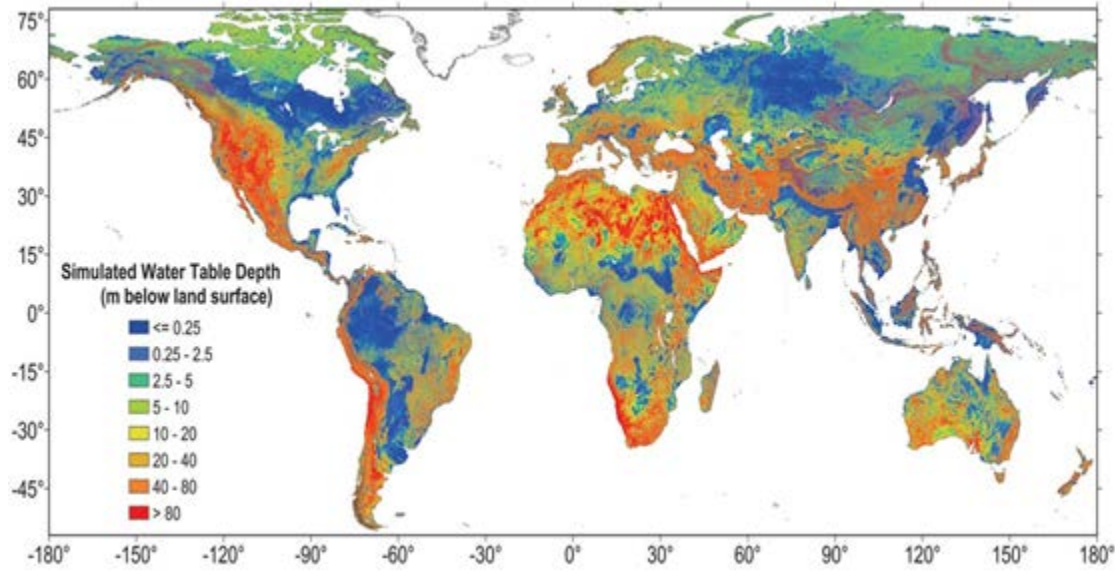 75°
60°
45°
30°
15°
0°
-15°
-30°
-45°
Simulated Water Table Depth
(m below land surface)
<= 0.25
0.25 - 2.5
2.5 - 5
5 - 10
10 - 20
20 - 40
40 - 80
> 80
-180° -150° -120° -90° -60° -30° 0° 30° 60° 90° 120° 150° 180°